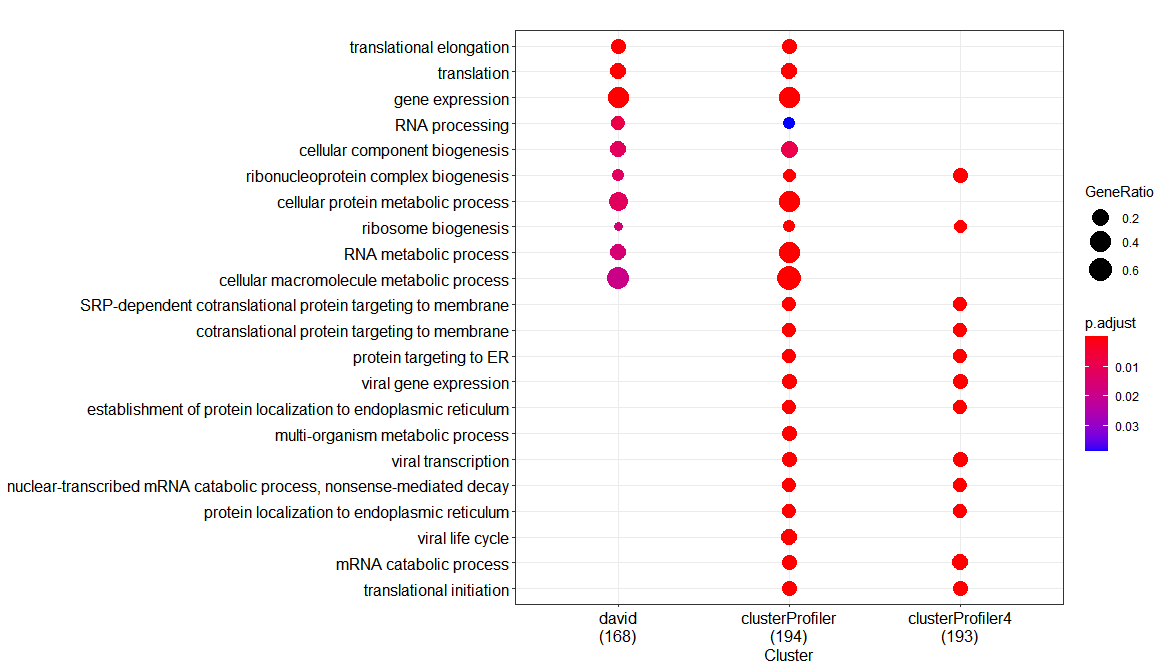 translational elongation
translation
gene expression
RNA processing
cellular component biogenesis
ribonucleoprotein complex biogenesis
cellular protein metabolic process
ribosome biogenesis
RNA metabolic process
cellular macromolecule metabolic process
SRP-dependent cotranslational protein targeting to membrane
cotranslational protein targeting to membrane
protein targeting to ER
viral gene expression
establishment of protein localization to endoplasmic reticulum
multi-organism metabolic process
viral transcription
nuclear-transcribed mRNA catabolic process, nonsense-mediated decay
protein localization to endoplasmic reticulum
viral life cycle
mRNA catabolic process
translational initiation
david
(168)
clusterProfiler
(194)
clusterProfiler4
(193)
Cluster
GeneRatio
0.2
0.4
0.6
p.adjust
0.01
0.02
0.03